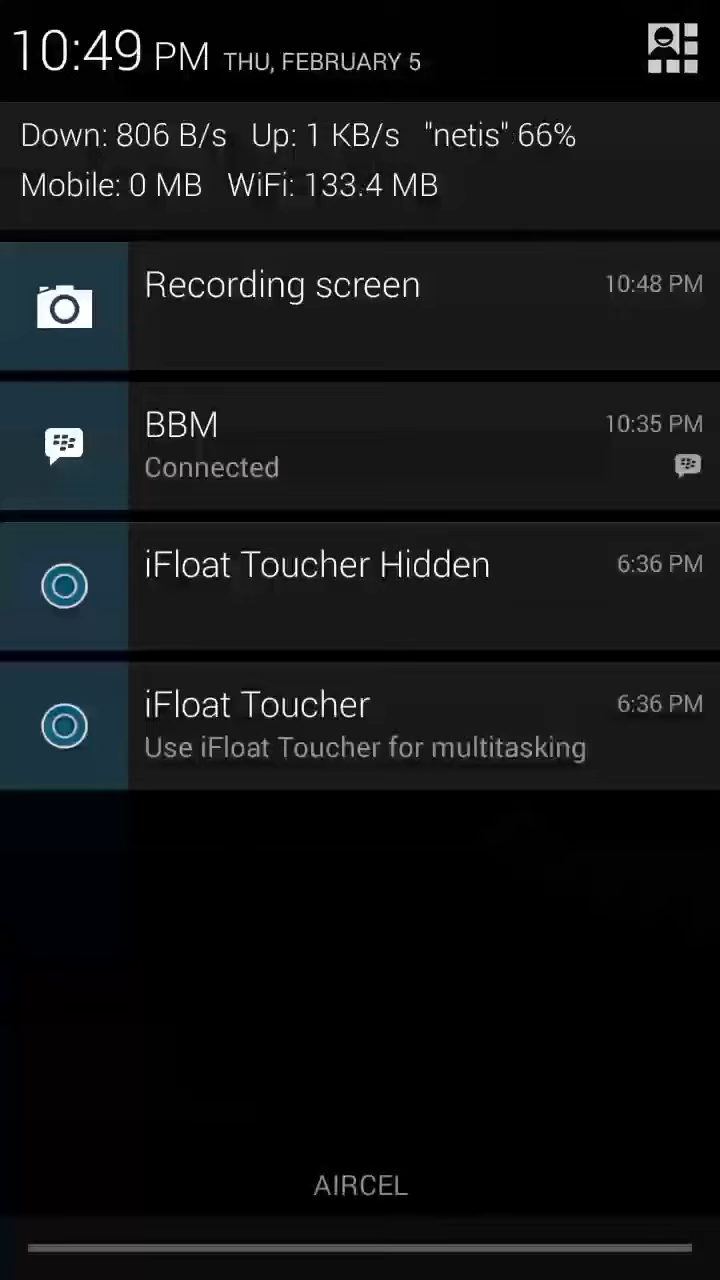 10:49 PM THU, FEBRUARY 5
Down: 806 B/s Up: 1 KB/s "netis" 66%
Mobile: 0 MB WiFi: 133.4 MB
Recording screen 10:48 PM
BBM 10:35 PM
Connected
iFloat Toucher Hidden 6:36 PM
iFloat Toucher 6:36 PM
Use iFloat Toucher for multitasking
AIRCEL